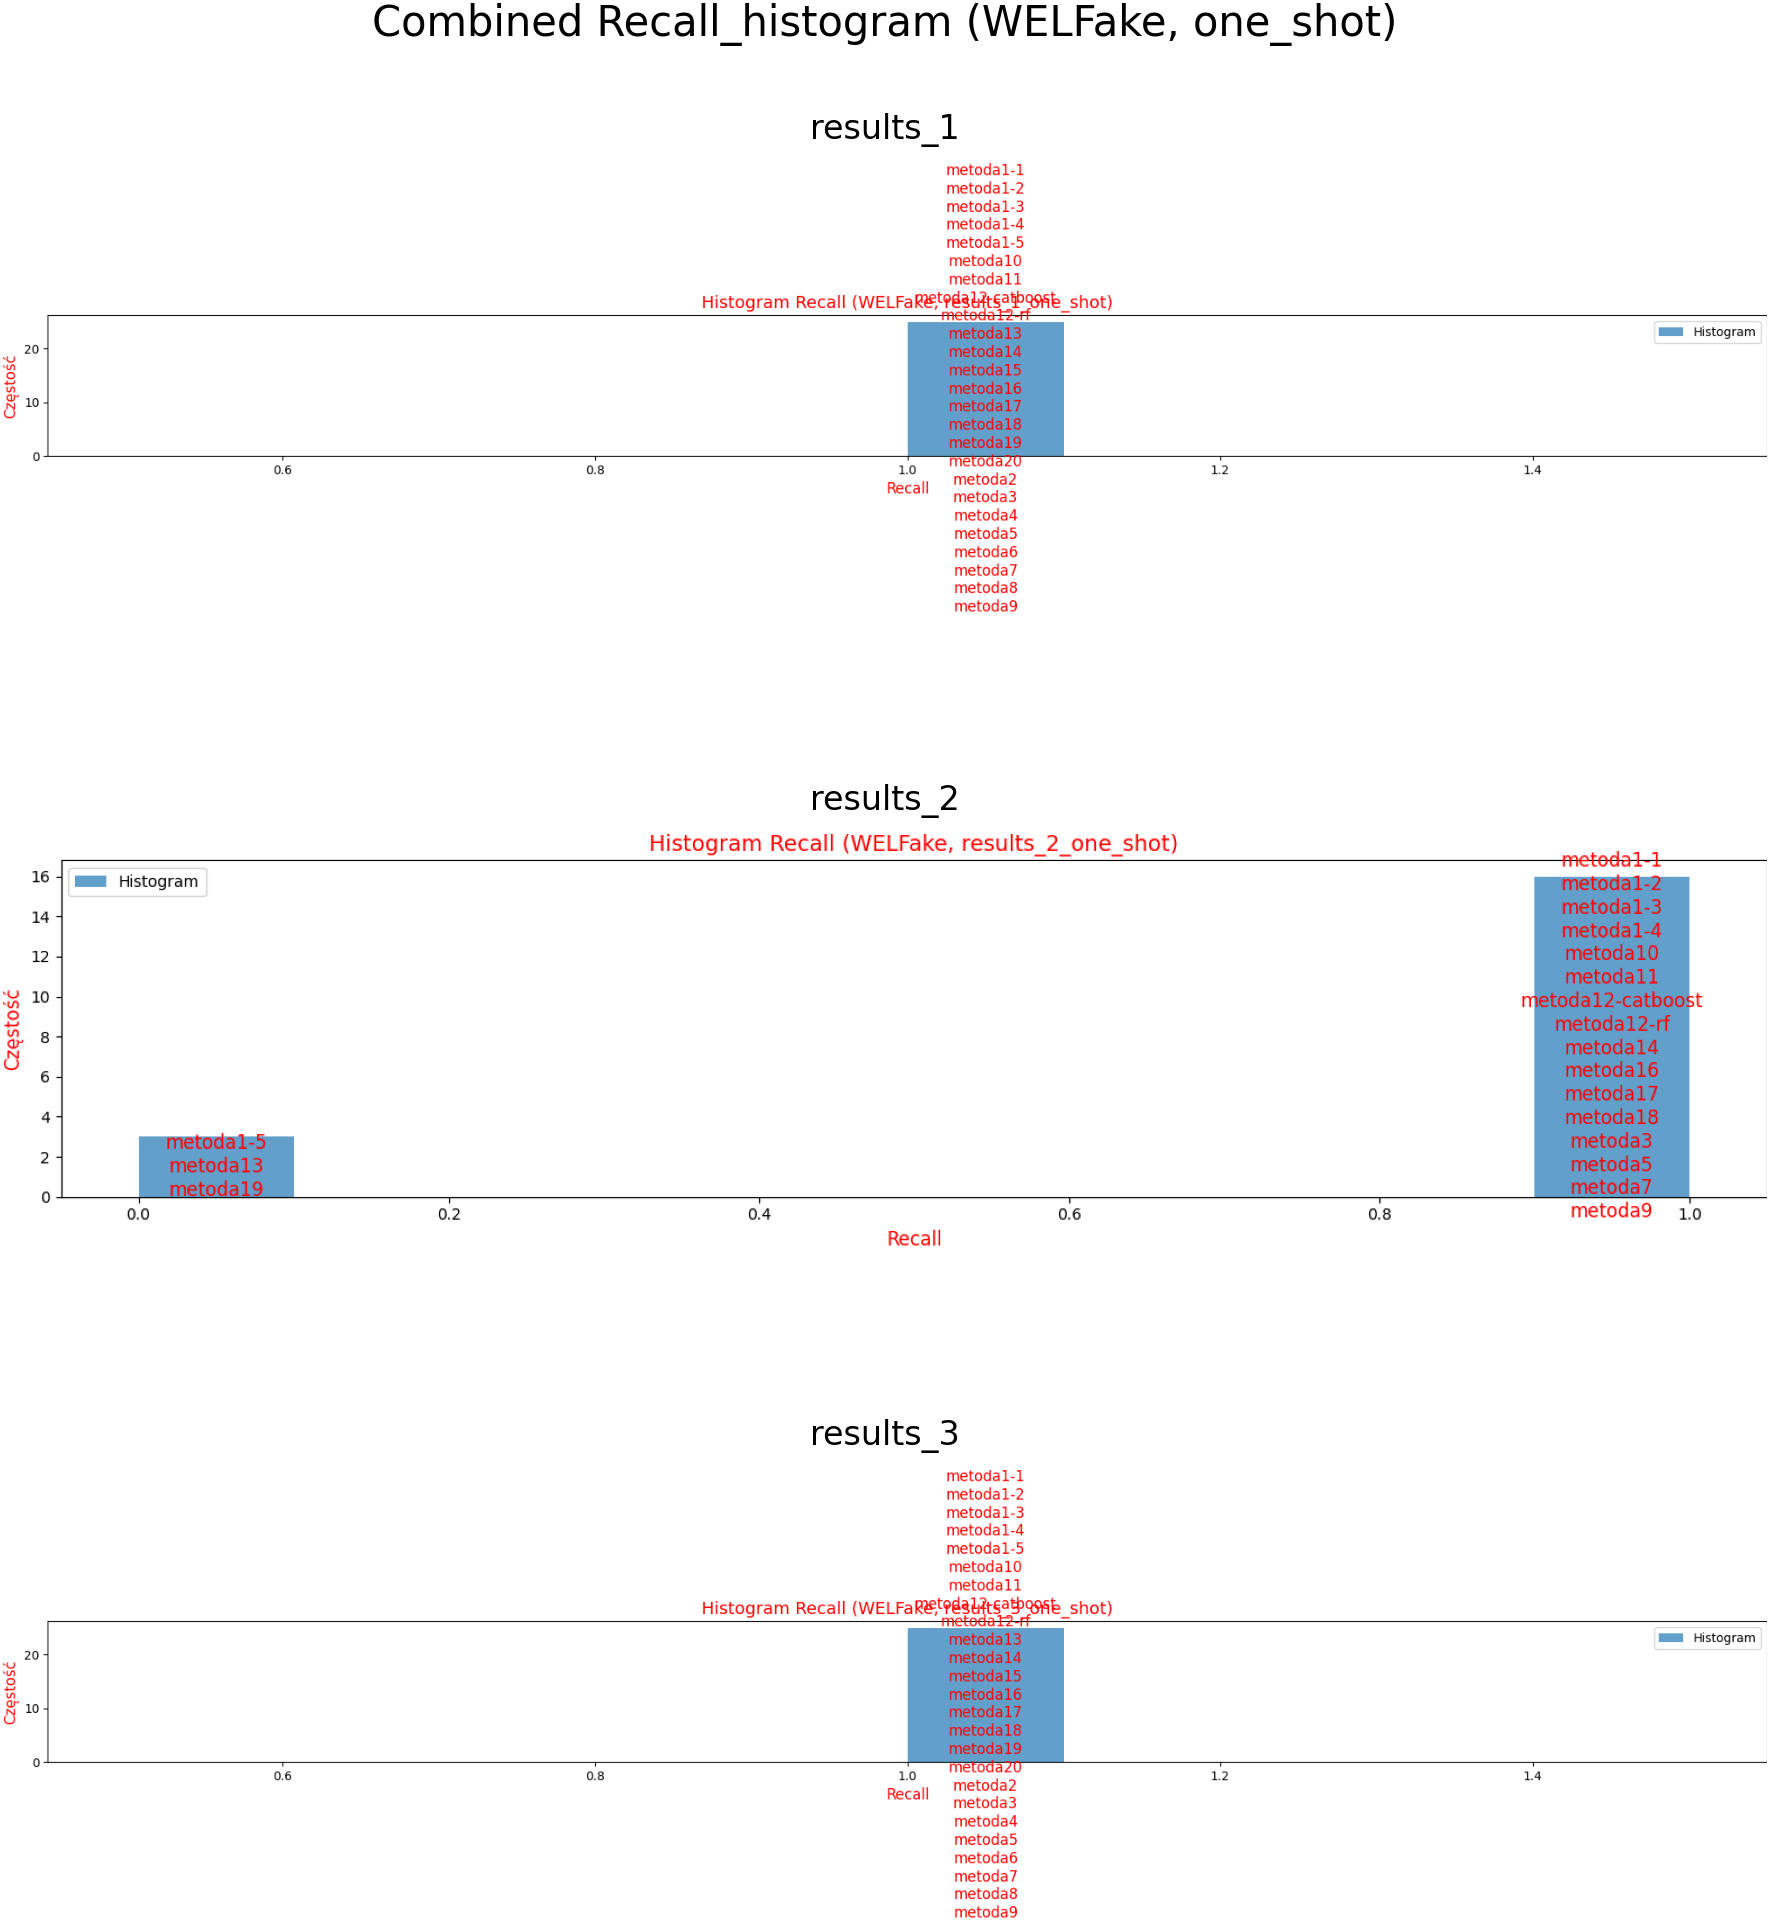 Combined Recall_histogram (WELFake, one_shot)
results_1
metoda1-1
metoda1-2
metoda1-3
metoda1-4
metoda1-5
metoda10
metoda11
metoda12-catboost
Histogram Recall (WELFake, results_1_one_shot)
metoda12-rf
metoda13
metoda14
metoda15
metoda16
metoda17
metoda18
metoda19
metoda20
metoda2
metoda3
metoda4
metoda5
metoda6
metoda7
metoda8
metoda9
Histogram
20
10
0
Częstość
0.6 0.8 1.0 1.2 1.4
Recall
results_2
Histogram Recall (WELFake, results_2_one_shot)
Histogram
16
14
12
10
8
6
4
2
0
Częstość
metoda1-5
metoda13
metoda19
metoda1-1
metoda1-2
metoda1-3
metoda1-4
metoda10
metoda11
metoda12-catboost
metoda12-rf
metoda14
metoda16
metoda17
metoda18
metoda3
metoda5
metoda7
metoda9
0.0 0.2 0.4 0.6 0.8 1.0
Recall
results_3
metoda1-1
metoda1-2
metoda1-3
metoda1-4
metoda1-5
metoda10
metoda11
metoda12-catboost
Histogram Recall (WELFake, results_3_one_shot)
metoda12-rf
metoda13
metoda14
metoda15
metoda16
metoda17
metoda18
metoda19
metoda20
metoda2
metoda3
metoda4
metoda5
metoda6
metoda7
metoda8
metoda9
Histogram
20
10
0
Częstość
0.6 0.8 1.0 1.2 1.4
Recall